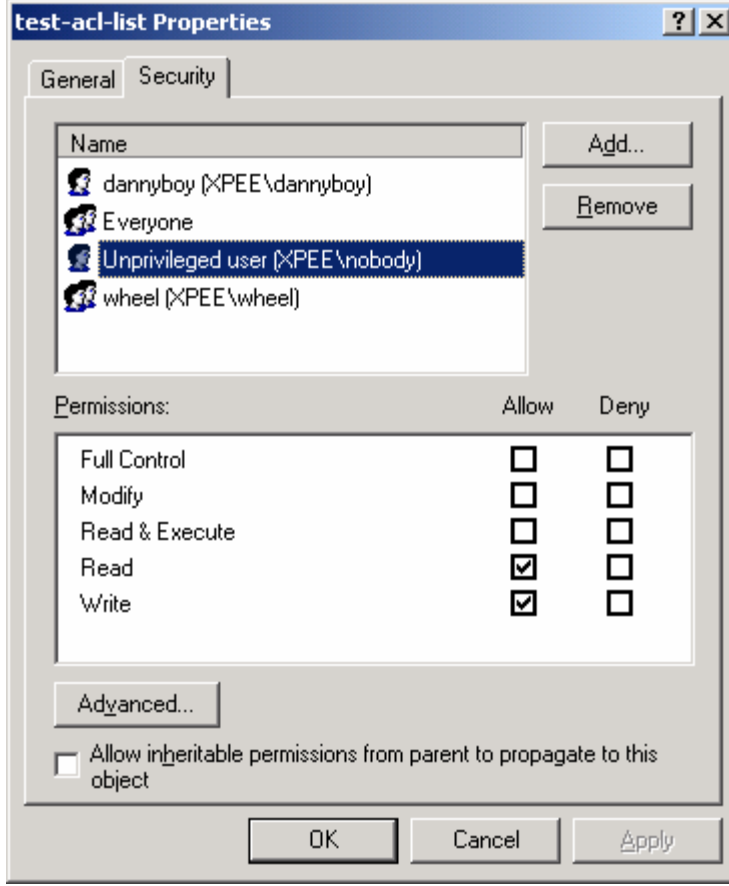 test-acl-list Properties
General Security
Name
Add...
dannyboy (XPEE\dannyboy)
Remove
Everyone
Unprivileged user (XPEE\nobody)
wheel (XPEE\wheel)
Permissions: Allow Deny
Full Control
Modify
Read & Execute
Read
Write
Advanced...
Allow inheritable permissions from parent to propagate to this
object
OK Cancel Apply